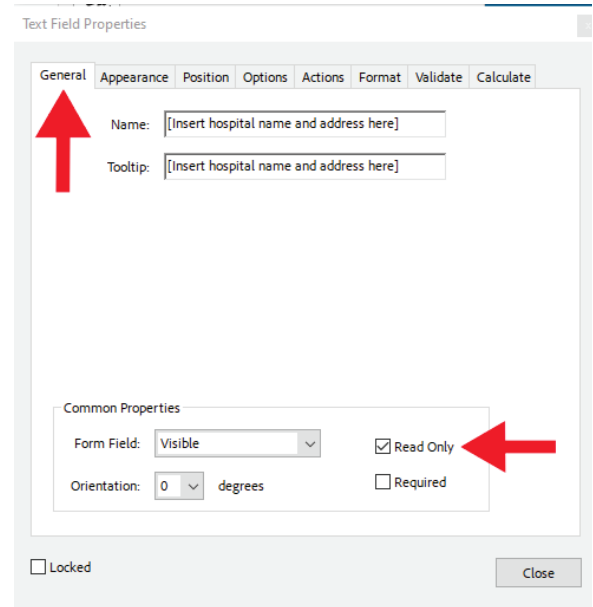 Text Field Properties
General Appearance Position Options Actions Format Validate Calculate
Name: [Insert hospital name and address here]
Tooltip: [Insert hospital name and address here]
Common Properties
Form Field: Visible
Read Only
Orientation: 0 degrees
Required
Locked
Close